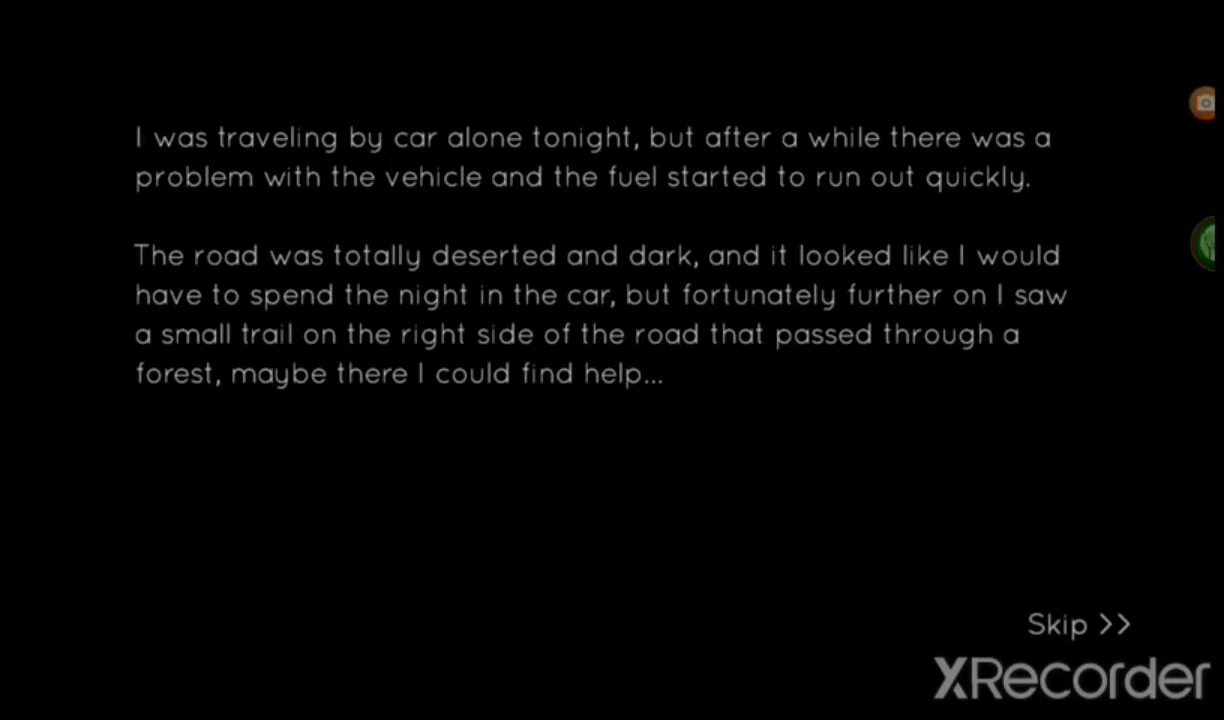 I was traveling by car alone tonight, but after a while there was a
problem with the vehicle and the fuel started to run out quickly.
The road was totally deserted and dark, and it looked like I would
have to spend the night in the car, but fortunately further on I saw
a small trail on the right side of the road that passed through a
forest, maybe there I could find help...
Skip >>
XRecorder